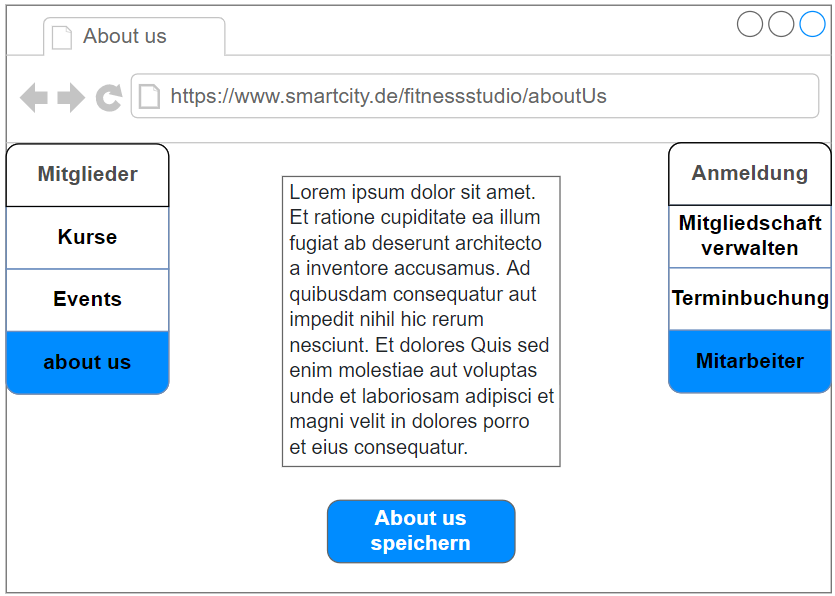 About us
https://www.smartcity.de/fitnessstudio/aboutUs
Mitglieder
Kurse
Events
about us
Lorem ipsum dolor sit amet.
Et ratione cupiditate ea illum
fugiat ab deserunt architecto
a inventore accusamus. Ad
quibusdam consequatur aut
impedit nihil hic rerum
nesciunt. Et dolores Quis sed
enim molestiae aut voluptas
unde et laboriosam adipisci et
magni velit in dolores porro
et eius consequatur.
About us
speichern
Anmeldung
Mitgliedschaft
verwalten
Terminbuchung
Mitarbeiter